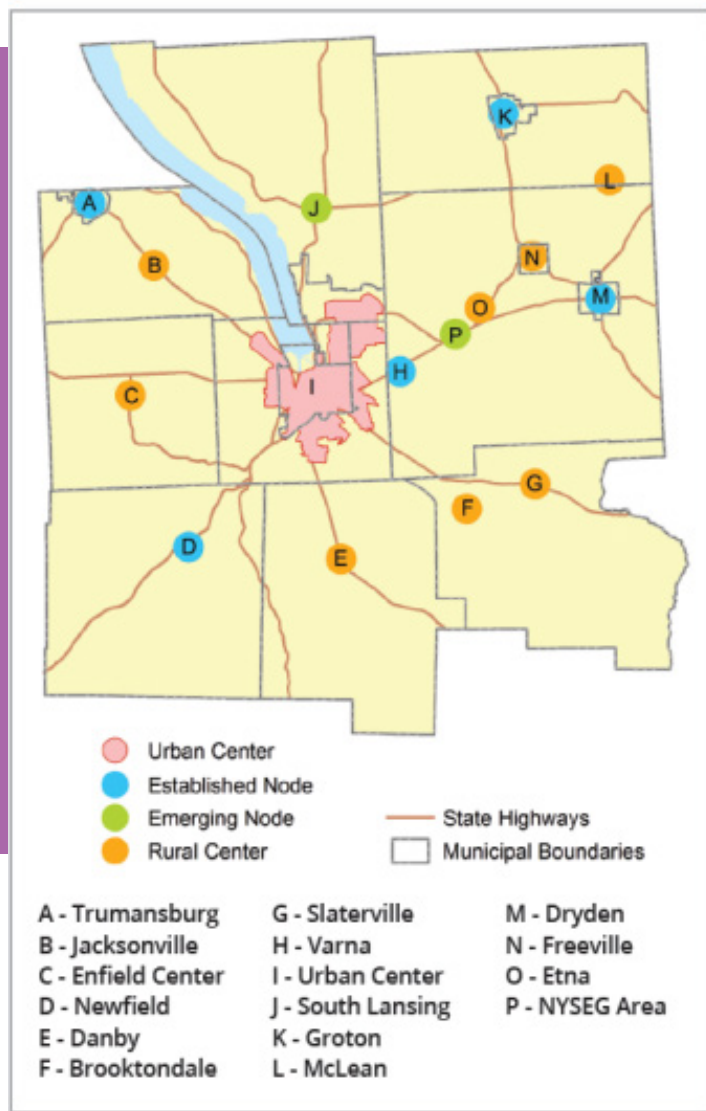 K
L
A
J
B
N
O
M
P
H
I
C
G
F
D
E
Urban Center
Established Node
Emerging Node
Rural Center
State Highways
Municipal Boundaries
A - Trumansburg
B - Jacksonville
C - Enfield Center
D - Newfield
E - Danby
F - Brooktondale
G - Slaterville
H - Varna
I - Urban Center
J - South Lansing
K - Groton
L - McLean
M - Dryden
N - Freeville
O - Etna
P - NYSEG Area